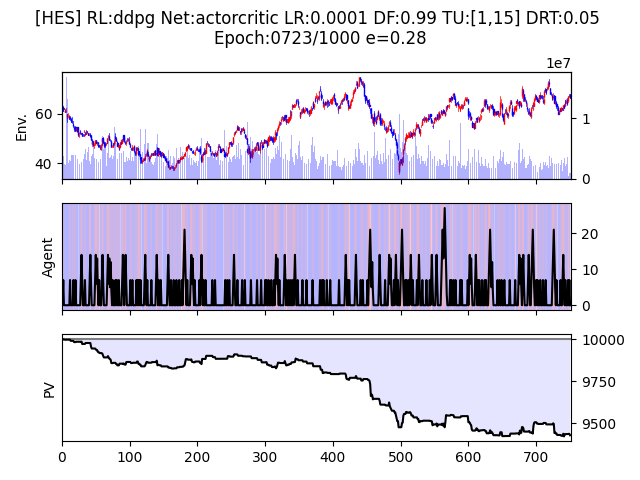 [HES] RL:ddpg Net:actorcritic LR:0.0001 DF:0.99 TU:[1,15] DRT:0.05
Epoch:0723/1000 e=0.28
1e7
Env.
60
40
1
0
Agent
20
10
0
PV
10000
9750
9500
0 100 200 300 400 500 600 700